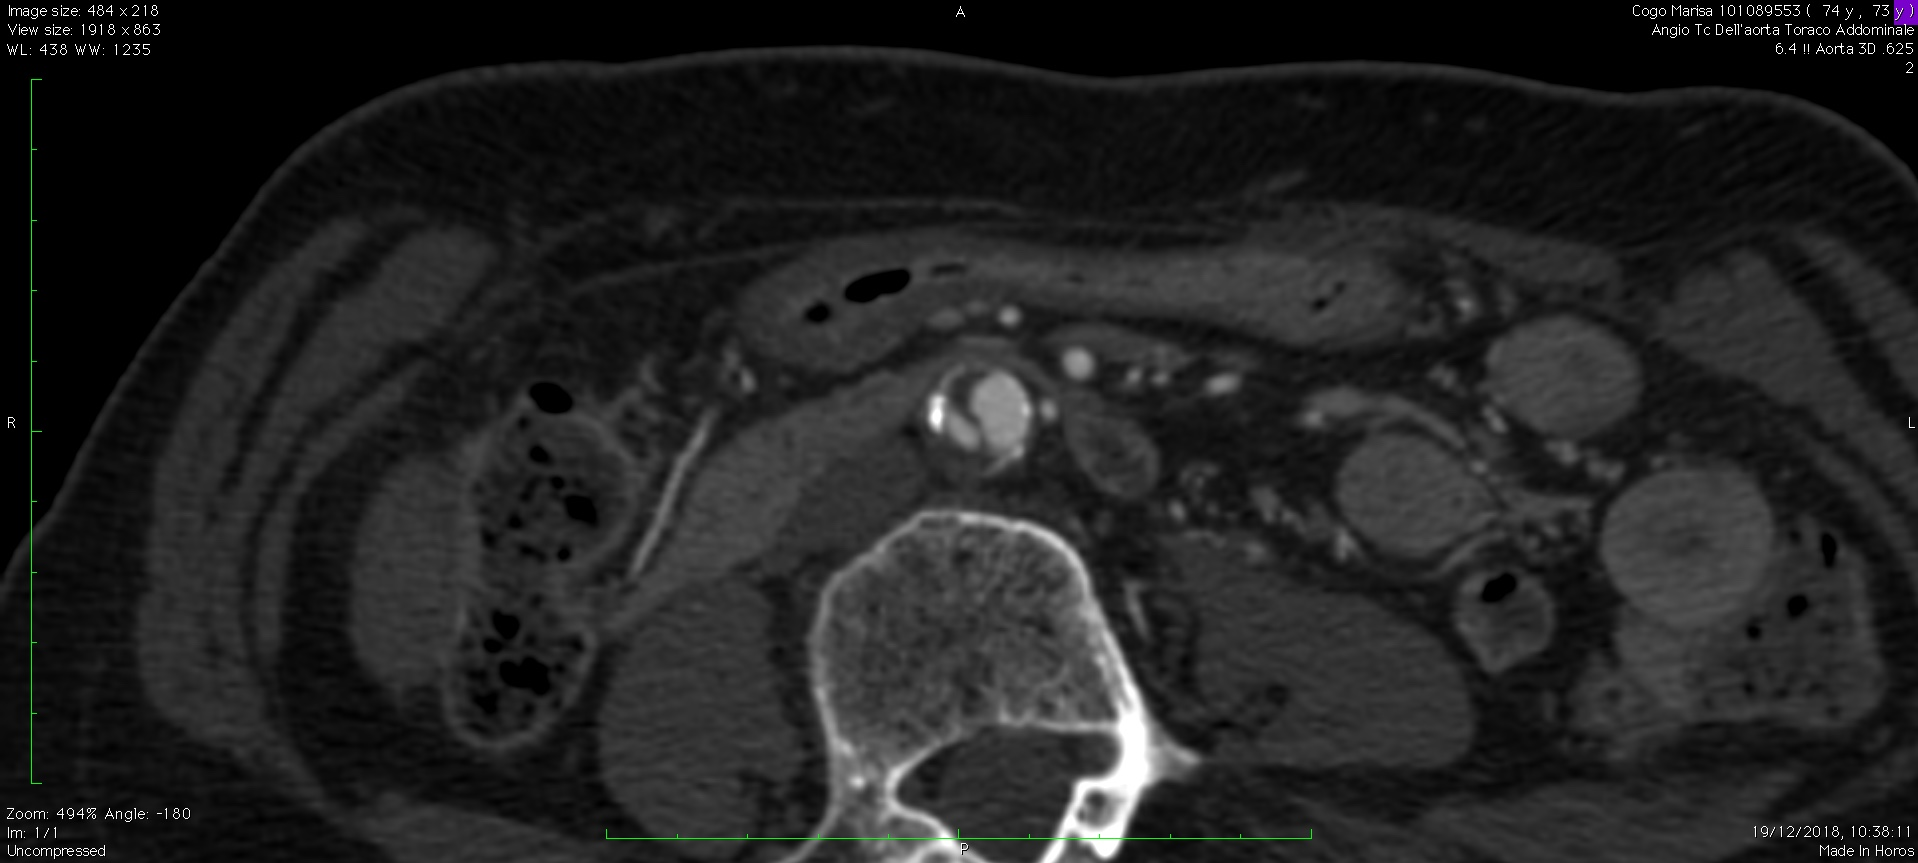 Image size: 484 x 218
View size: 1918 x 863
WL: 438 WW: 1235
A
Cogo Marisa 101089553 ( 74 y , 73 y )
Angio Tc Dell'aorta Toraco Addominale
6.4 !! Aorta 3D .625
2
R
L
Zoom: 494% Angle: -180
Im: 1/1
Uncompressed
P
19/12/2018, 10:38:11
Made In Horos